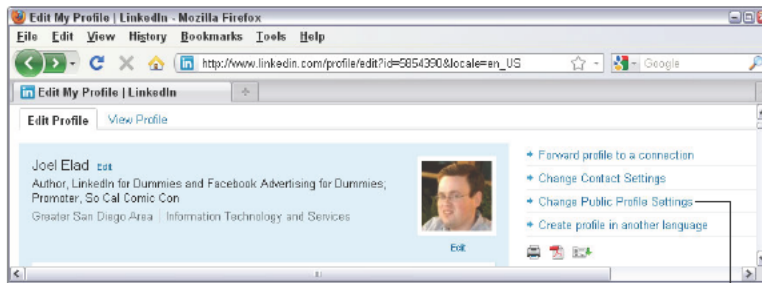 Edit My Profile | LinkedIn - Mozilla Firefox
File Edit View History Bookmarks Tools Help
http://www.linkedin.com/profile/edit?id=5854390&locale=en_US
Google
in Edit My Profile | LinkedIn
Edit Profile View Profile
Joel Elad Edit
Author, LinkedIn for Dummies and Facebook Advertising for Dummies;
Promoter, So Cal Comic Con
Greater San Diego Area | Information Technology and Services
Edit
Forward profile to a connection
Change Contact Settings
Change Public Profile Settings
Create profile in another language